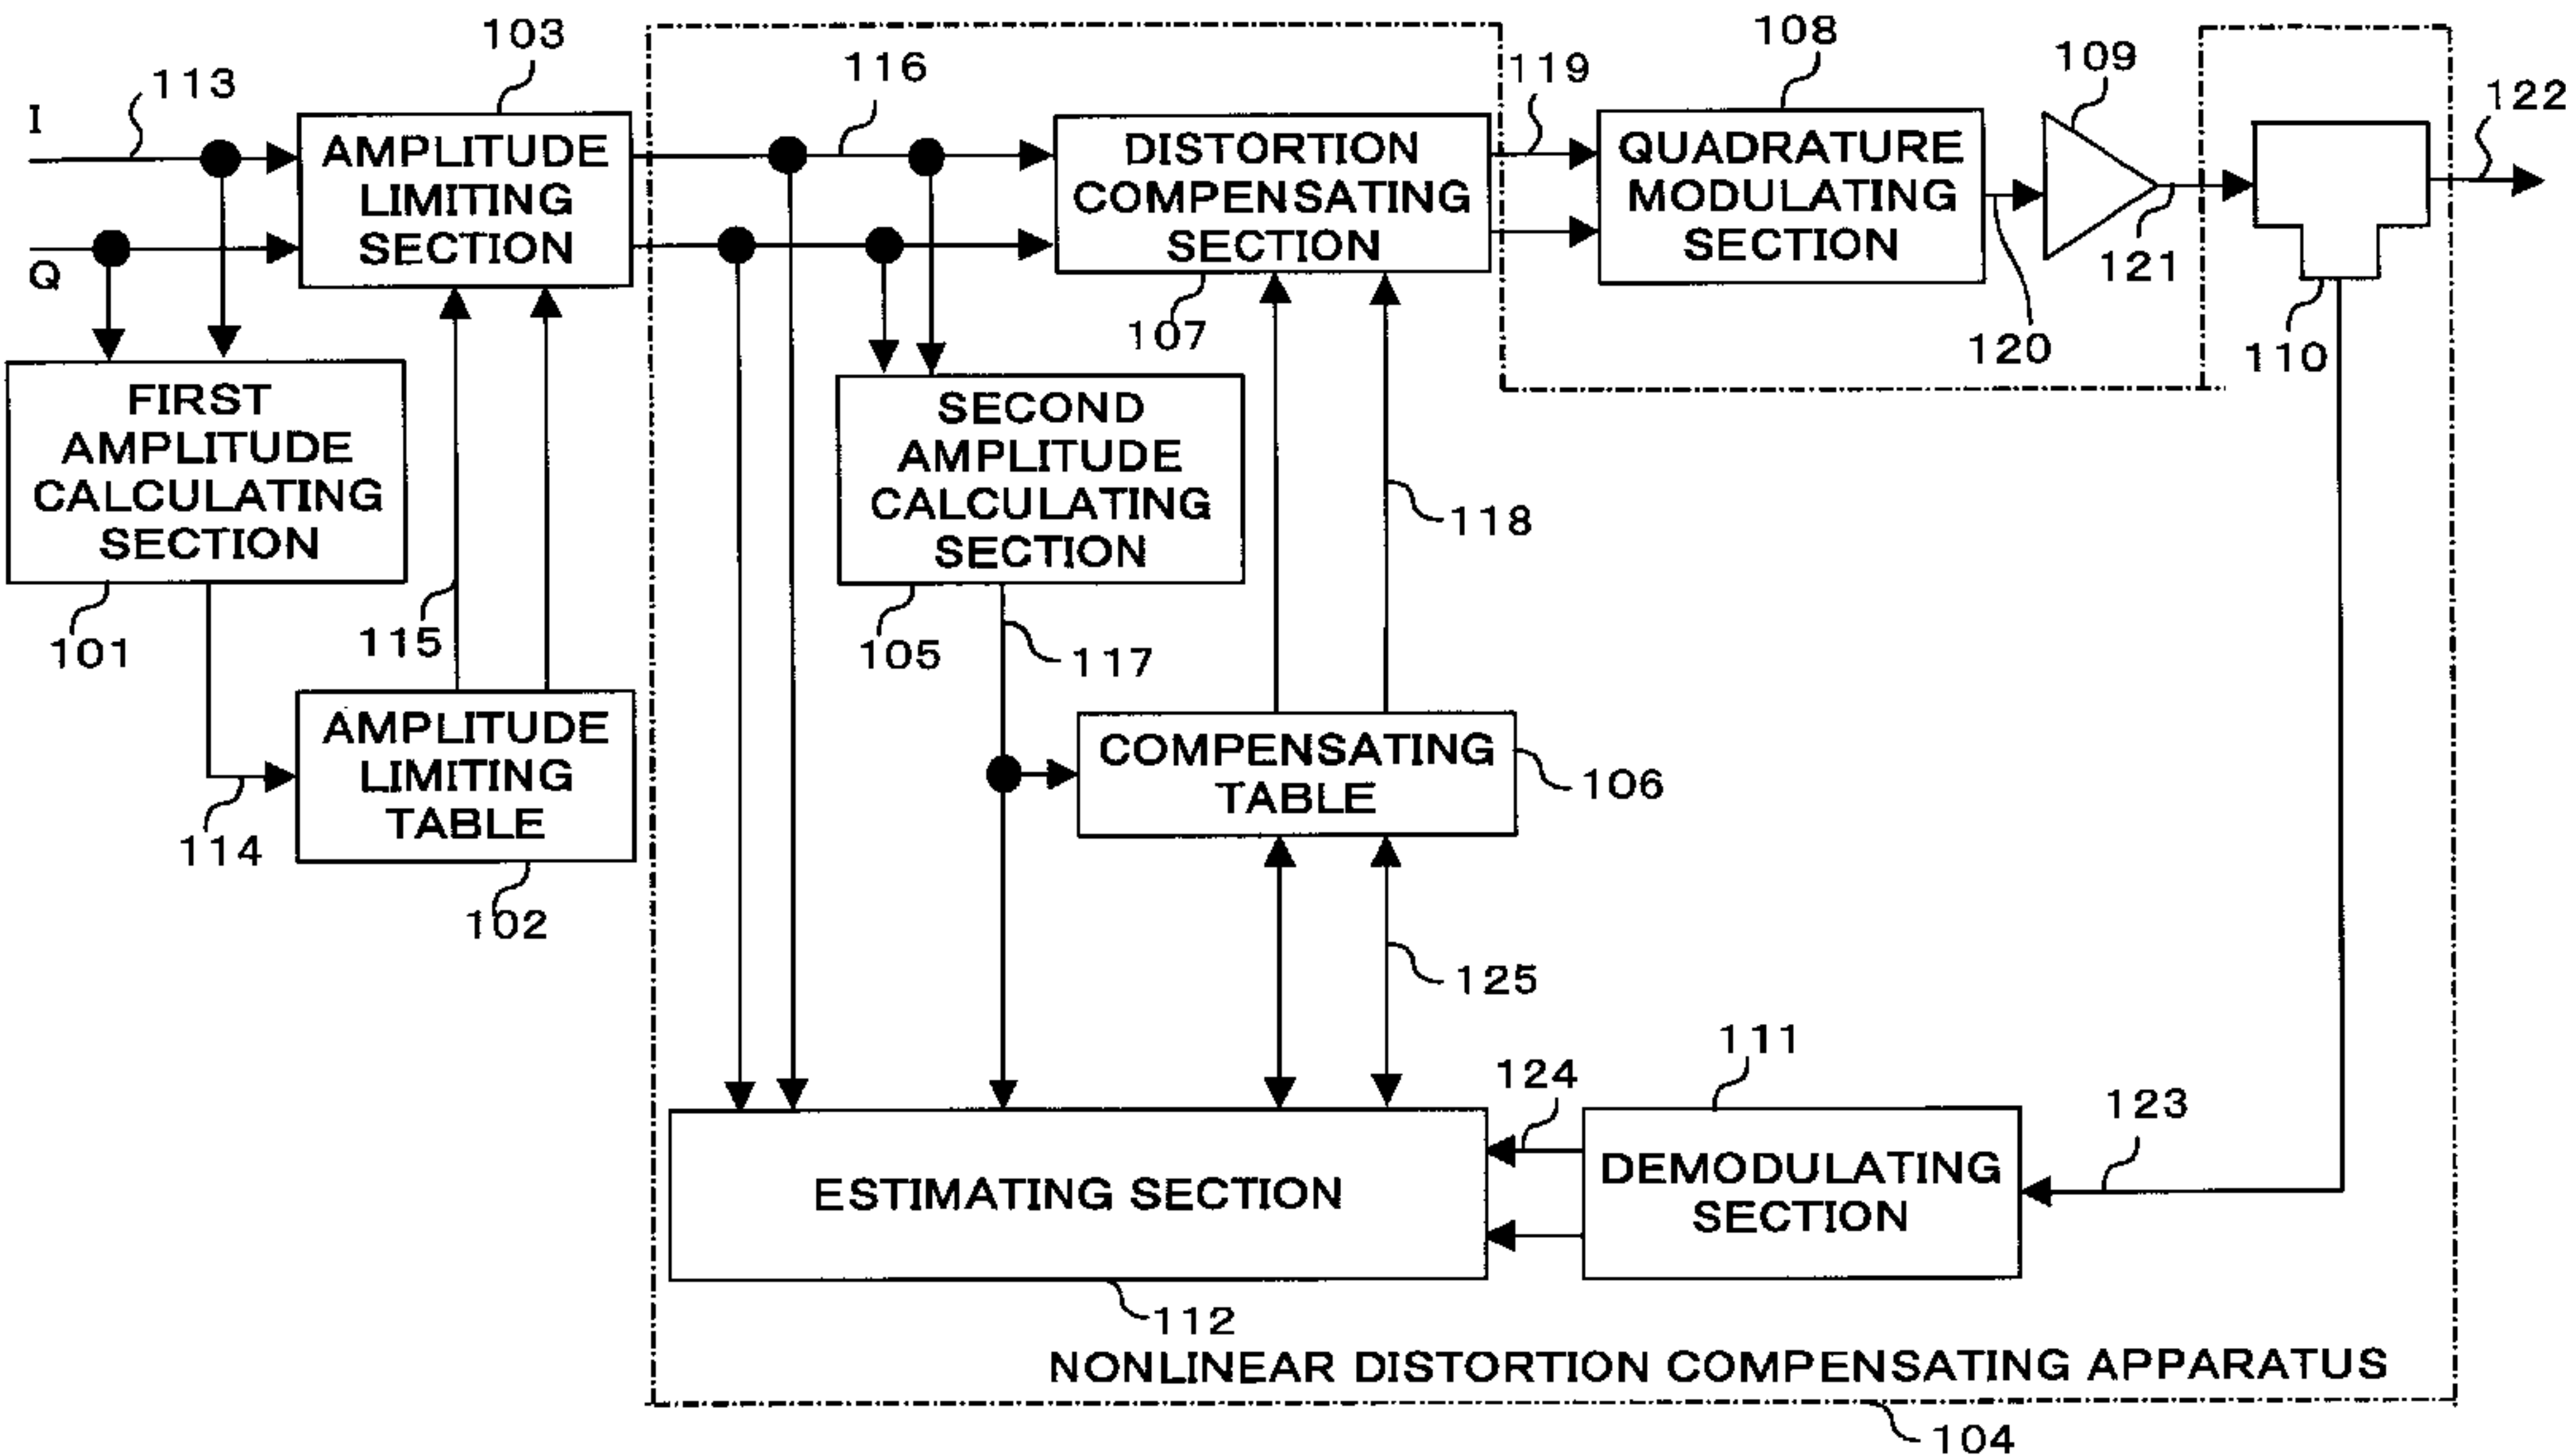 103
108
109
113
116
119
122
I
Q
AMPLITUDE
LIMITING
SECTION
DISTORTION
COMPENSATING
SECTION
QUADRATURE
MODULATING
SECTION
107
120
121
110
FIRST
AMPLITUDE
CALCULATING
SECTION
SECOND
AMPLITUDE
CALCULATING
SECTION
118
101
115
105
117
AMPLITUDE
LIMITING
TABLE
COMPENSATING
TABLE
106
114
102
125
111
124
123
ESTIMATING SECTION
DEMODULATING
SECTION
112
NONLINEAR DISTORTION COMPENSATING APPARATUS
104